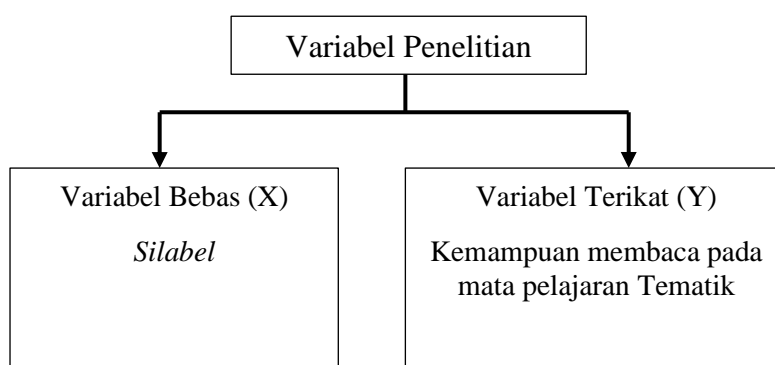 Variabel Penelitian
Variabel Bebas (X)
Silabel
Variabel Terikat (Y)
Kemampuan membaca pada
mata pelajaran Tematik